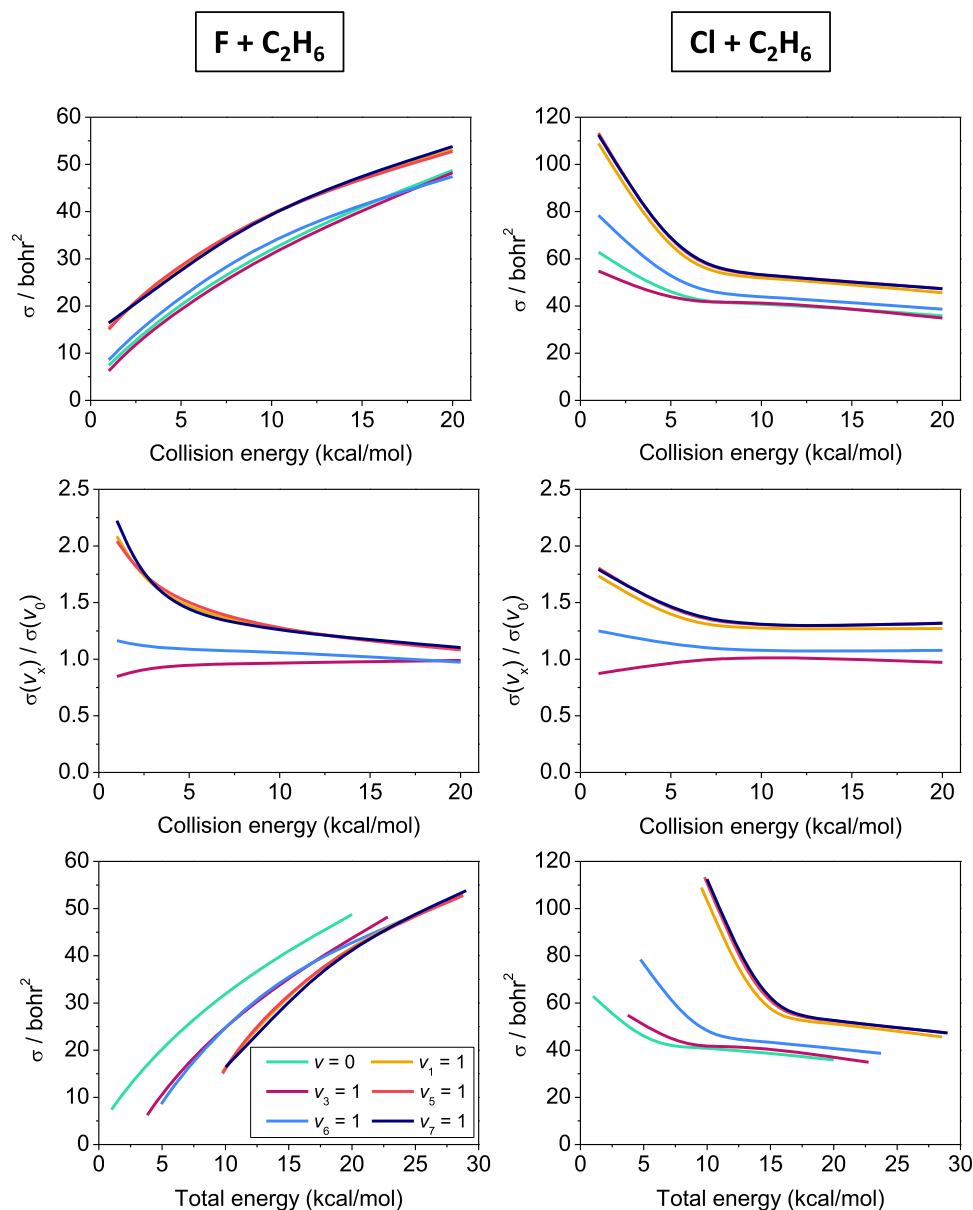 F + C₂H₆
Cl + C₂H₆
60
50
40
30
20
10
0
σ / bohr²
0 5 10 15 20
Collision energy (kcal/mol)
120
100
80
60
40
20
0
σ / bohr²
0 5 10 15 20
Collision energy (kcal/mol)
2.5
2.0
1.5
1.0
0.5
0.0
σ(vₓ) / σ(v₀)
0 5 10 15 20
Collision energy (kcal/mol)
2.5
2.0
1.5
1.0
0.5
0.0
σ(vₓ) / σ(v₀)
0 5 10 15 20
Collision energy (kcal/mol)
60
50
40
30
20
10
0
σ / bohr²
v = 0 v₁ = 1
v₃ = 1 v₅ = 1
v₆ = 1 v₇ = 1
0 5 10 15 20 25 30
Total energy (kcal/mol)
120
100
80
60
40
20
0
σ / bohr²
0 5 10 15 20 25 30
Total energy (kcal/mol)